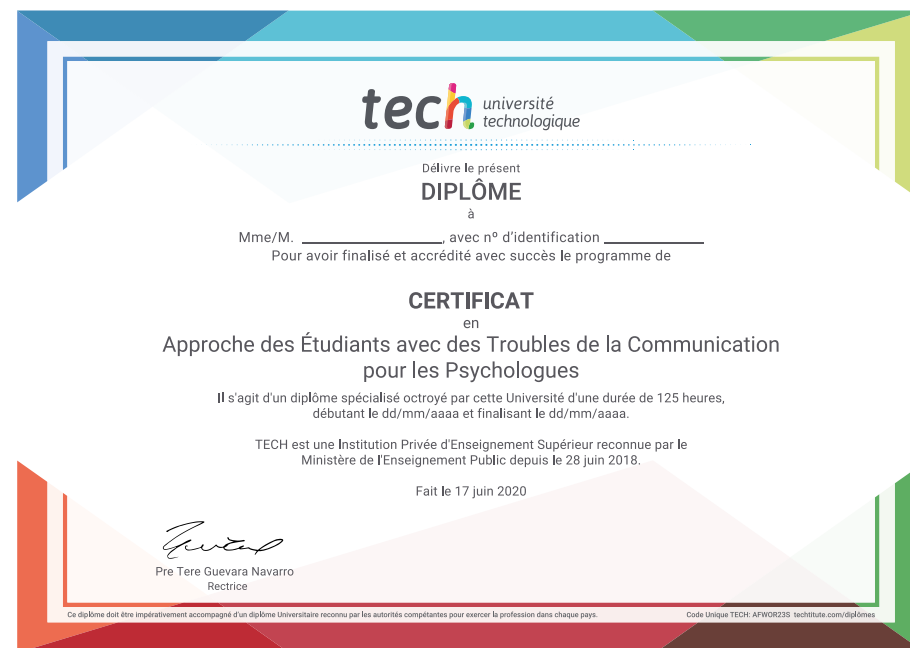 tech université
technologique
Délivre le présent
DIPLÔME
à
Mme/M. ____________________, avec nº d'identification ______________
Pour avoir finalisé et accrédité avec succès le programme de
CERTIFICAT
en
Approche des Étudiants avec des Troubles de la Communication
pour les Psychologues
Il s'agit d'un diplôme spécialisé octroyé par cette Université d'une durée de 125 heures,
débutant le dd/mm/aaaa et finalisant le dd/mm/aaaa.
TECH est une Institution Privée d'Enseignement Supérieur reconnue par le
Ministère de l'Enseignement Public depuis le 28 juin 2018.
Fait le 17 juin 2020
Pre Tere Guevara Navarro
Rectrice
Ce diplôme doit être impérativement accompagné d'un diplôme Universitaire reconnu par les autorités compétantes pour exercer la profession dans chaque pays. Code Unique TECH: AFWOR23S techtitute.com/diplômes